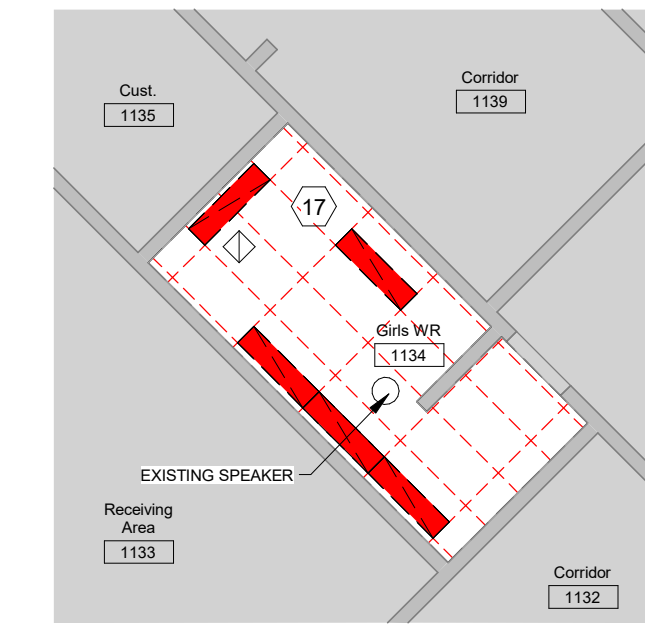 Cust.
1135
Corridor
1139
17
Girls WR
1134
EXISTING SPEAKER
Receiving
Area
1133
Corridor
1132